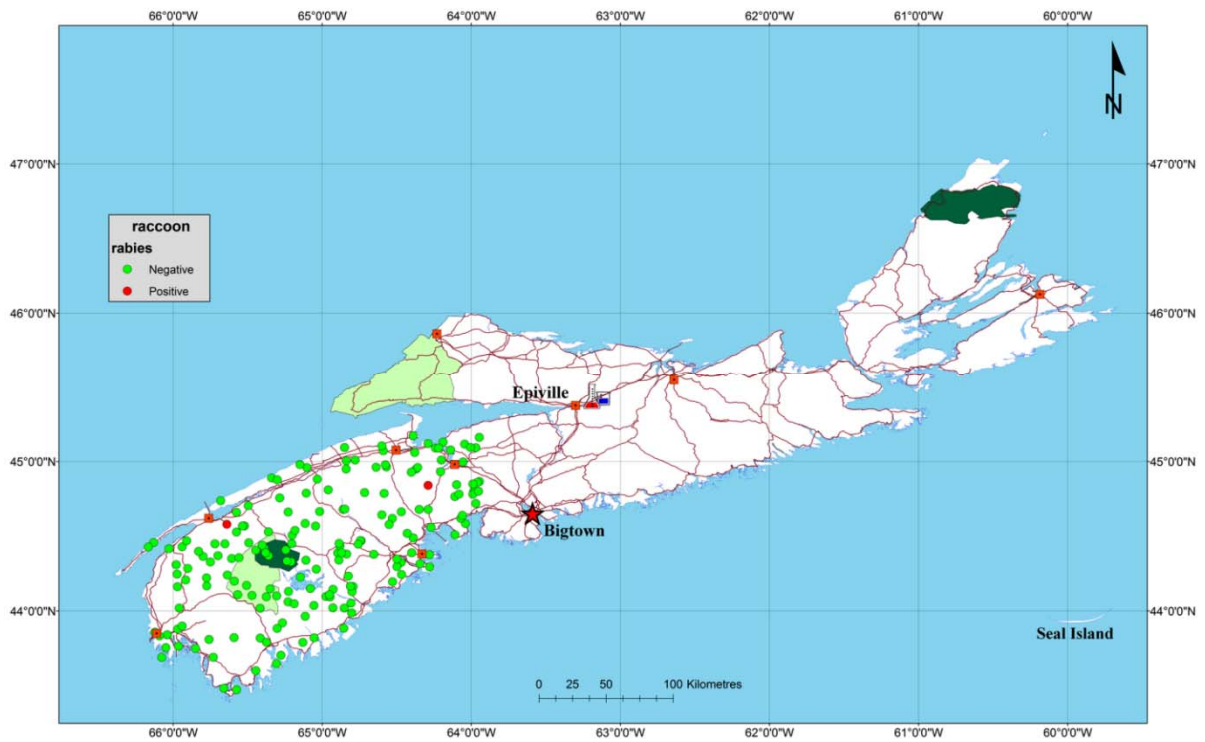 66°0'0"W 65°0'0"W 64°0'0"W 63°0'0"W 62°0'0"W 61°0'0"W 60°0'0"W
N
47°0'0"N 47°0'0"N
raccoon
rabies
Negative
Positive
46°0'0"N 46°0'0"N
Epiville
45°0'0"N 45°0'0"N
Bigtown
44°0'0"N 44°0'0"N
Seal Island
0 25 50 100 Kilometres
66°0'0"W 65°0'0"W 64°0'0"W 63°0'0"W 62°0'0"W 61°0'0"W 60°0'0"W